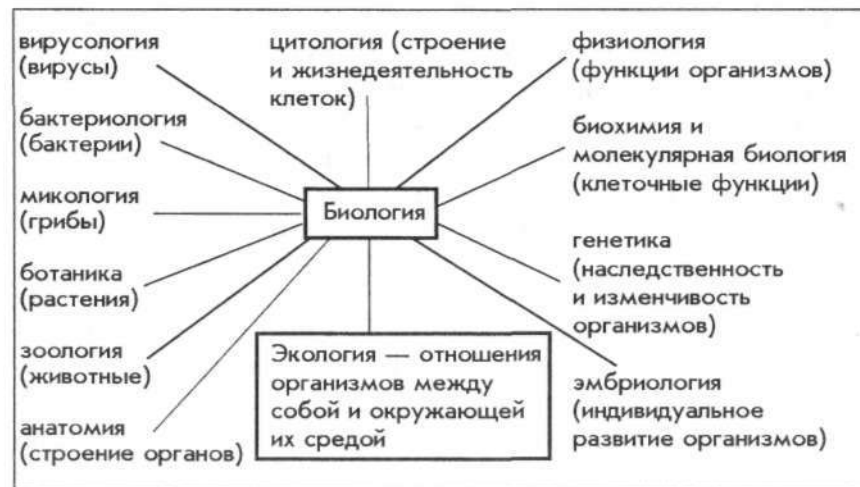 вирусология
(вирусы)
бактериология
(бактерии)
микология
(грибы)
ботаника
(растения)
зоология
(животные)
анатомия
(строение органов)
цитология (строение
и жизнедеятельность
клеток)
Биология
Экология — отношения
организмов между
собой и окружающей
их средой
физиология
(функции организмов)
биохимия и
молекулярная биология
(клеточные функции)
генетика
(наследственность
и изменчивость
организмов)
эмбриология
(индивидуальное
развитие организмов)